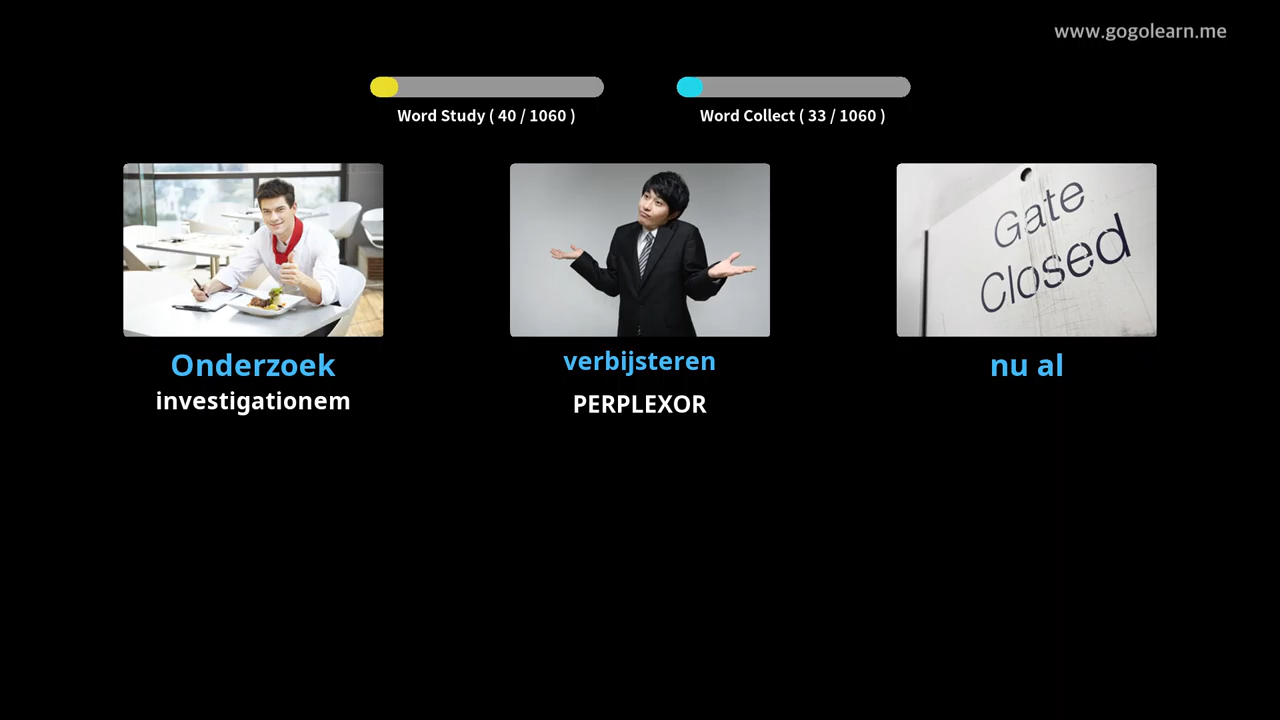 www.gogolearn.me
Word Study ( 40 / 1060 )
Word Collect ( 33 / 1060 )
Gate
Closed
Onderzoek
investigationem
verbijsteren
PERPLEXOR
nu al